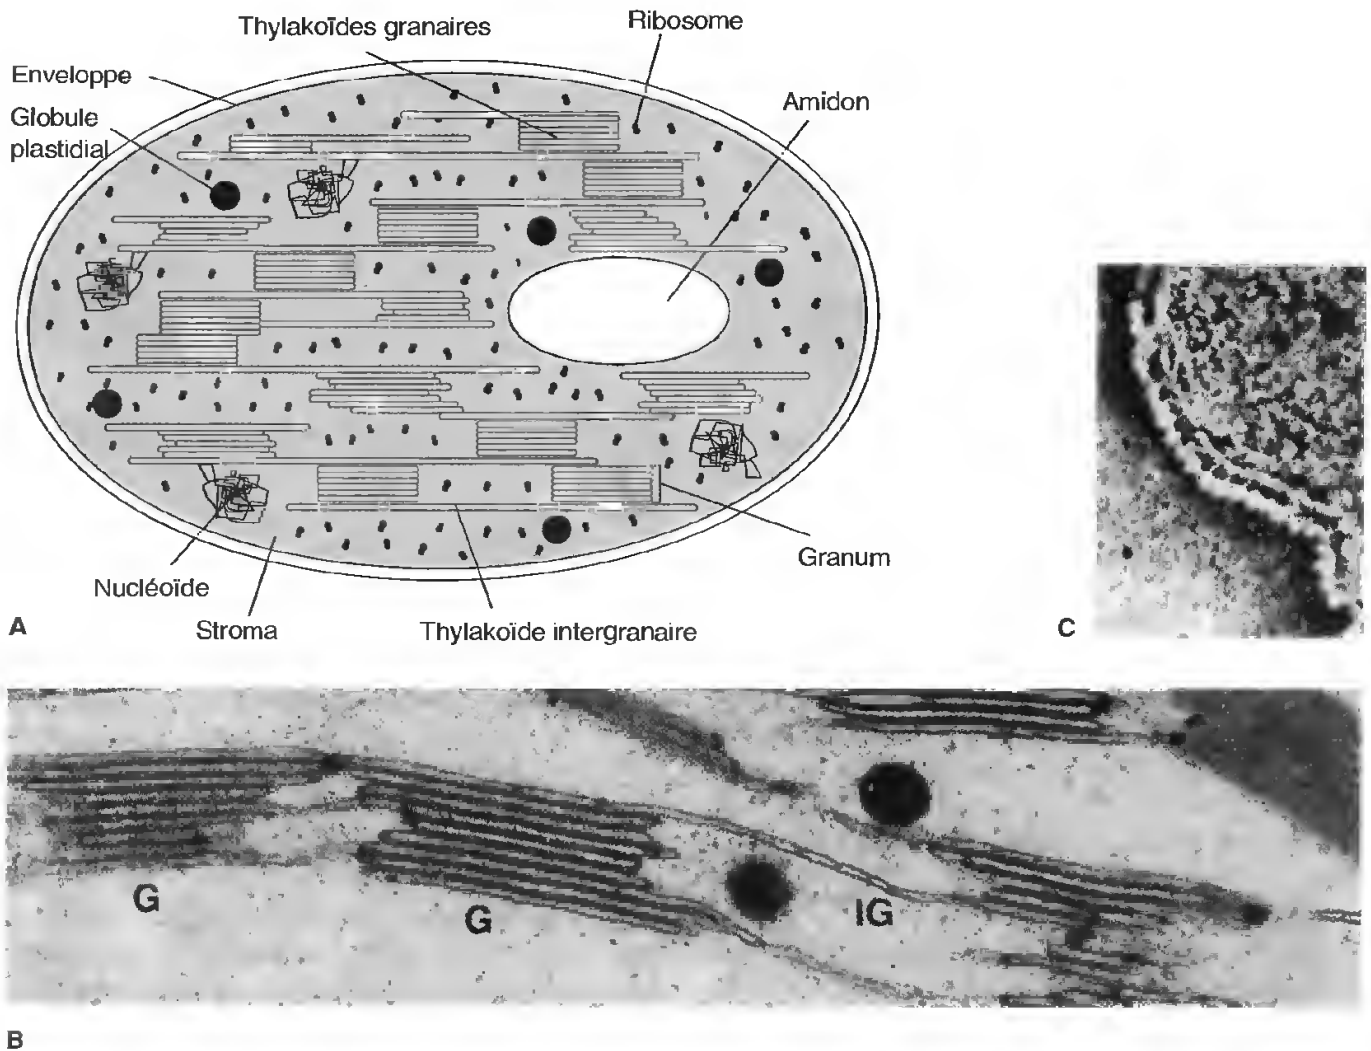 Thylakoïdes granaires
Ribosome
Enveloppe
Amidon
Globule
plastidial
Granum
Nucléoïde
Stroma
Thylakoïde intergranaire
A
C
G
G
IG
B